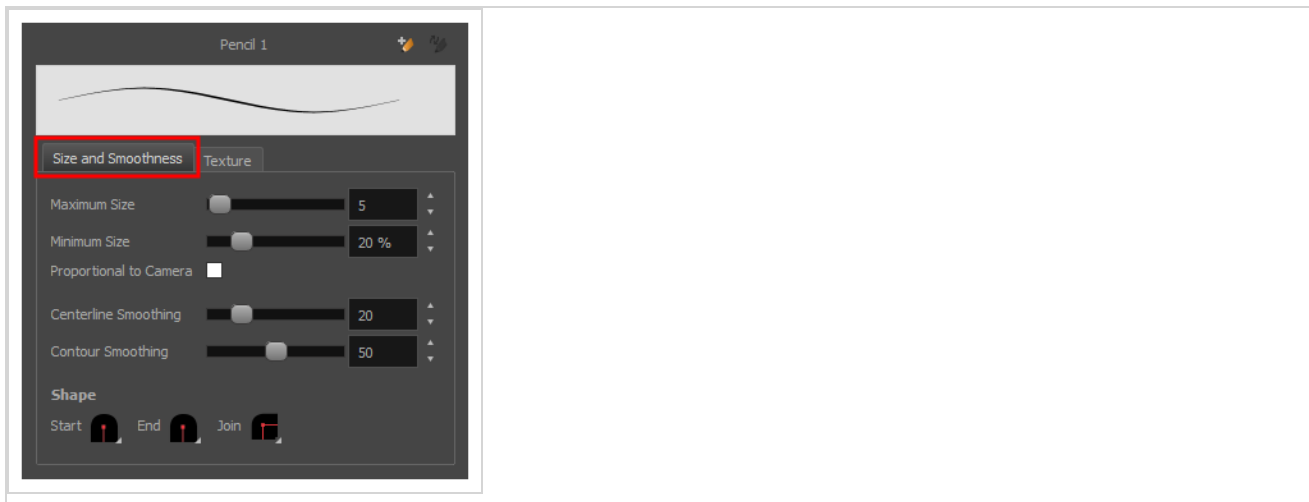 Pencil 1
Size and Smoothness Texture
Maximum Size 5
Minimum Size 20 %
Proportional to Camera
Centerline Smoothing 20
Contour Smoothing 50
Shape
Start End Join